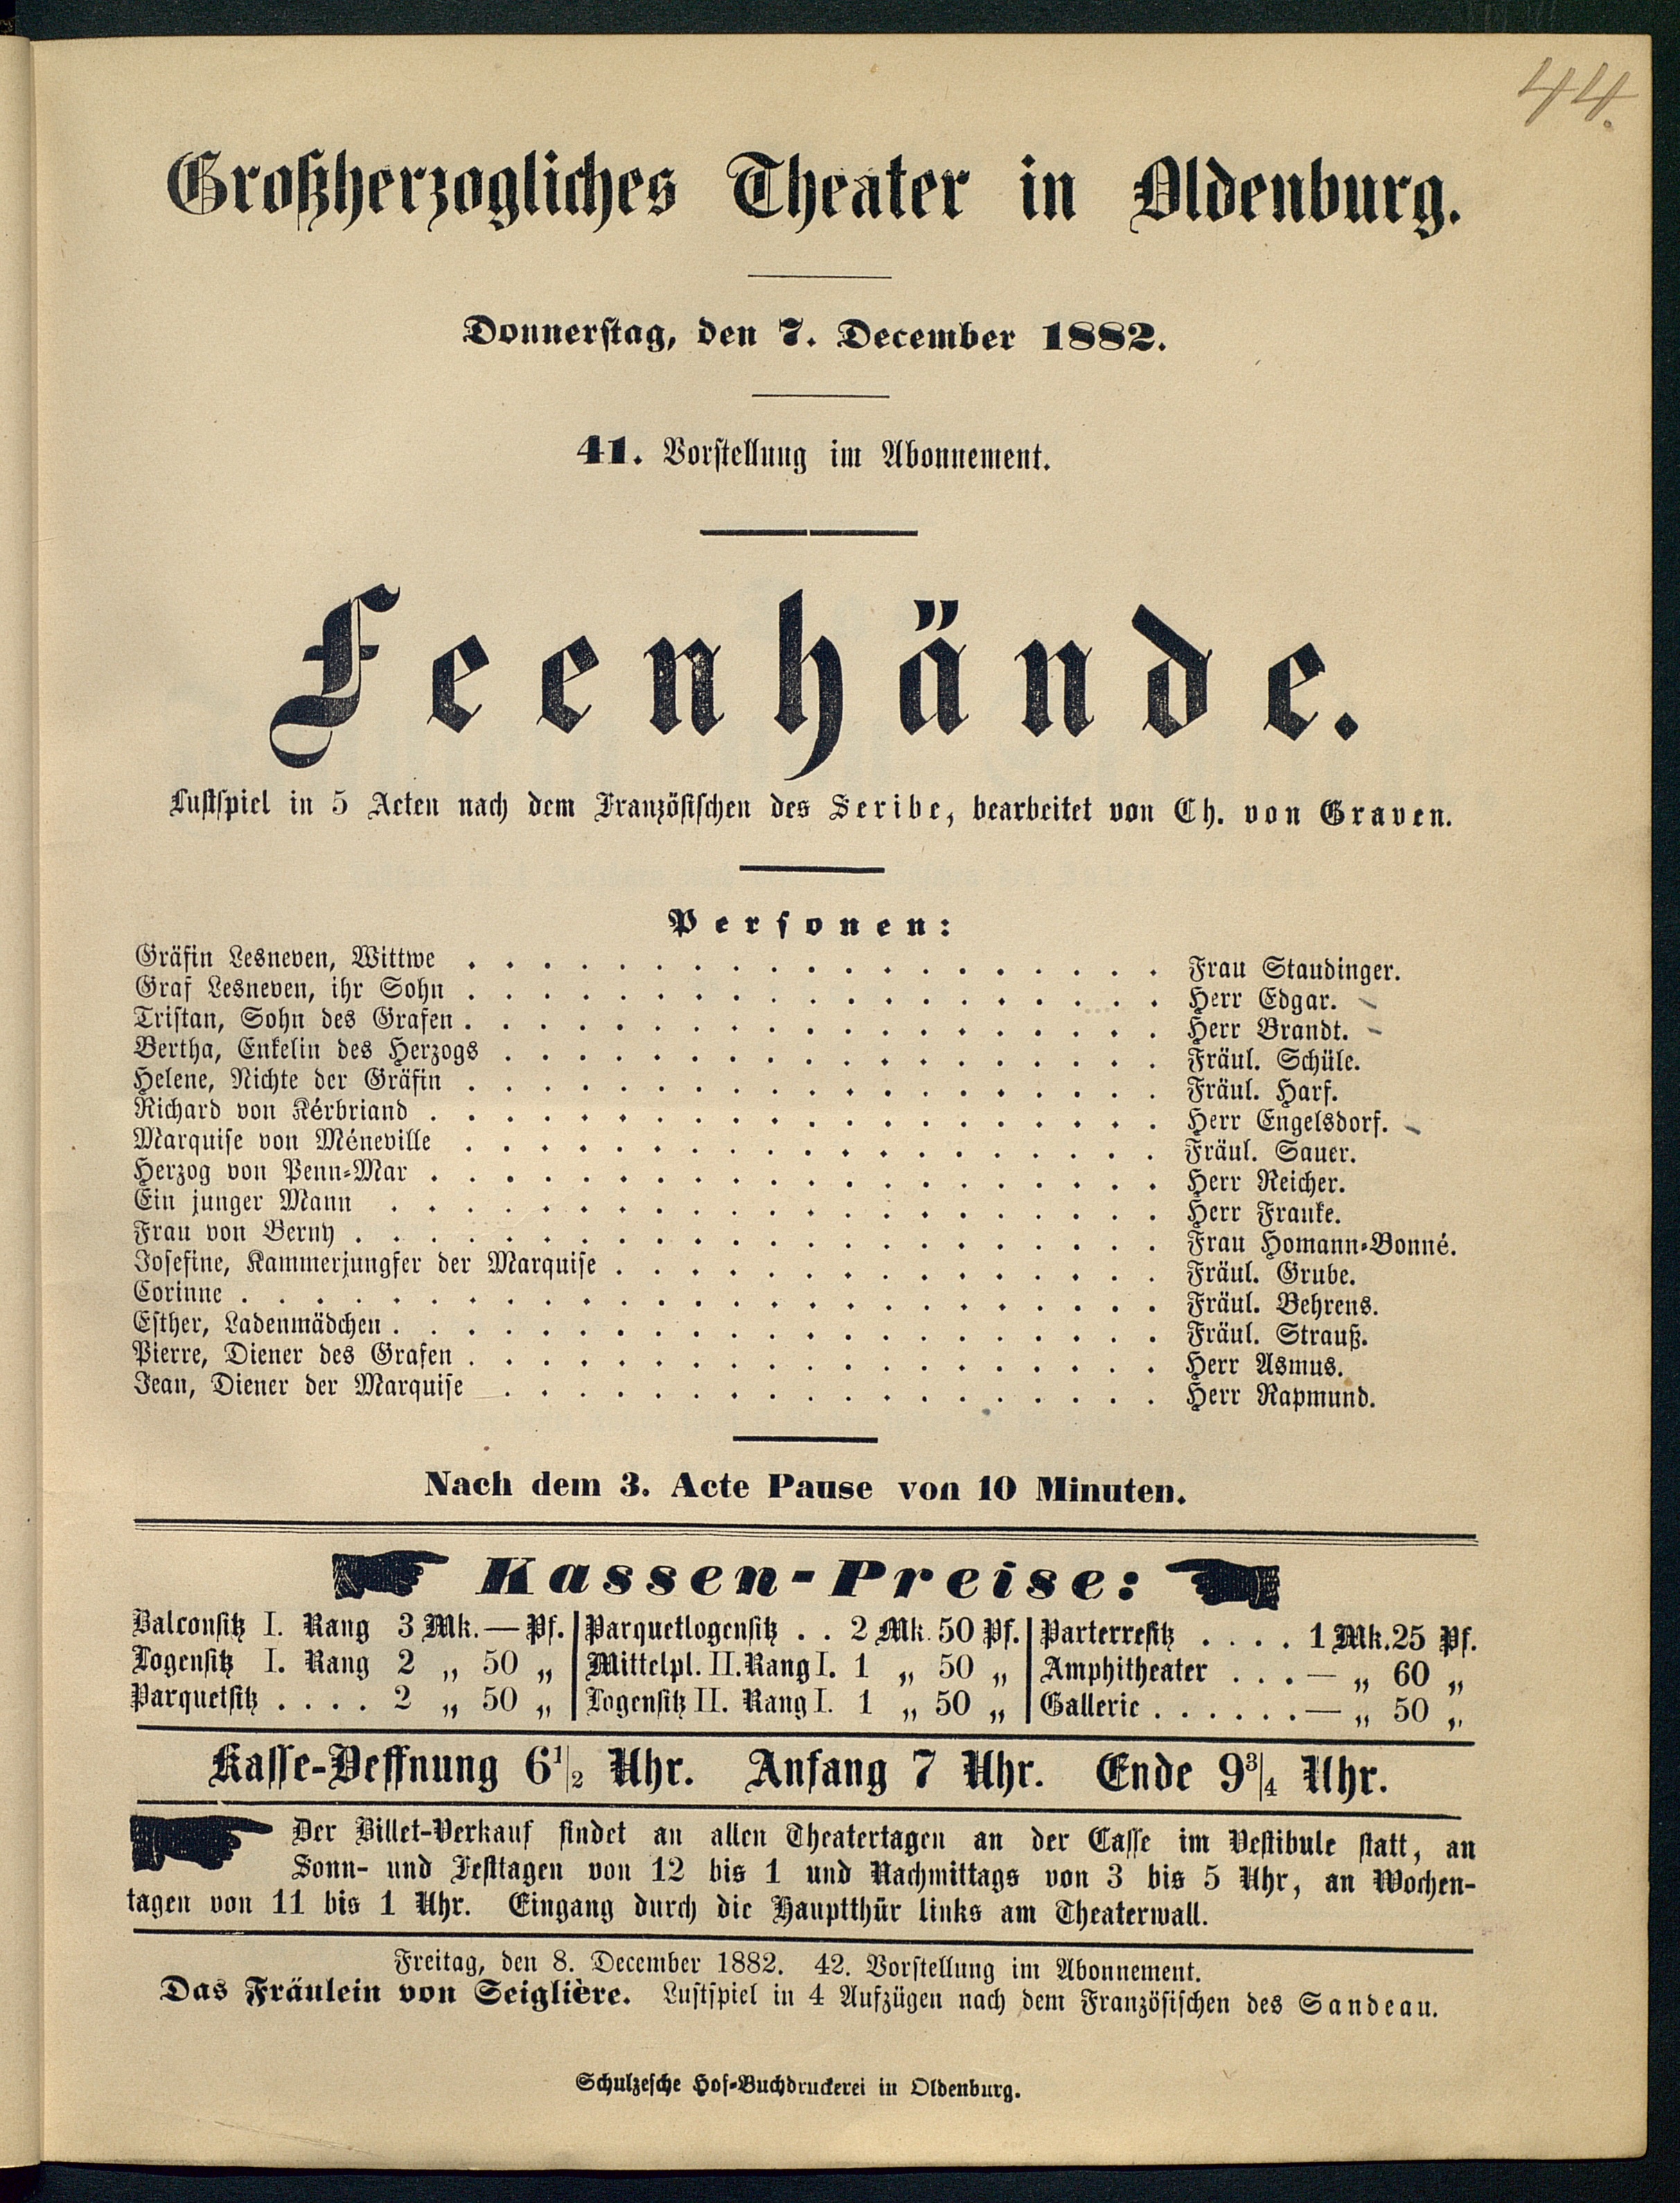 44.
Großherzogliches Theater in Oldenburg.
Donnerstag, den 7. December 1882.
41. Vorstellung im Abonnement.
Feenhände.
Lustspiel in 5 Acten nach dem Französischen des Scribe, bearbeitet von Ch. von Graven.
Personen:
Gräfin Lesneven, Wittwe . . . . . . . . . . . . . . . . . . . Frau Staudinger.
Graf Lesneven, ihr Sohn . . . . . . . . . . . . . . . . . . . Herr Edgar.
Tristan, Sohn des Grafen . . . . . . . . . . . . . . . . . . . Herr Brandt.
Bertha, Enkelin des Herzogs . . . . . . . . . . . . . . . . . . Fräul. Schüle.
Helene, Nichte der Gräfin . . . . . . . . . . . . . . . . . . . Fräul. Harf.
Richard von Kérbriand . . . . . . . . . . . . . . . . . . . . Herr Engelsdorf.
Marquise von Méneville . . . . . . . . . . . . . . . . . . . Fräul. Sauer.
Herzog von Penn-Mar . . . . . . . . . . . . . . . . . . . . Herr Reicher.
Ein junger Mann . . . . . . . . . . . . . . . . . . . . . Herr Franke.
Frau von Berny . . . . . . . . . . . . . . . . . . . . . . Frau Homann-Bonné.
Josefine, Kammerjungfer der Marquise . . . . . . . . . . . . . . . Fräul. Grube.
Corinne . . . . . . . . . . . . . . . . . . . . . . . . . Fräul. Behrens.
Esther, Ladenmädchen . . . . . . . . . . . . . . . . . . . . . Fräul. Strauß.
Pierre, Diener des Grafen . . . . . . . . . . . . . . . . . . . Herr Asmus.
Jean, Diener der Marquise . . . . . . . . . . . . . . . . . . Herr Rapmund.
Nach dem 3. Acte Pause von 10 Minuten.
Kassen-Preise:
Balconsitz I. Rang 3 Mk. — Pf. Parquetlogensitz . . 2 Mk. 50 Pf. Parterresitz . . . . 1 Mk. 25 Pf.
Logensitz I. Rang 2 „ 50 „ Mittelpl. II. Rang I. 1 „ 50 „ Amphitheater . . . — „ 60 „
Parquetsitz . . . . 2 „ 50 „ Logensitz II. Rang I. 1 „ 50 „ Gallerie . . . . . . — „ 50 „
Kasse-Oeffnung 6 1/2 Uhr. Anfang 7 Uhr. Ende 9 3/4 Uhr.
Der Billet-Verkauf findet an allen Theatertagen an der Casse im Vestibule statt, an
Sonn- und Festtagen von 12 bis 1 und Nachmittags von 3 bis 5 Uhr, an Wochen-
tagen von 11 bis 1 Uhr. Eingang durch die Hauptthür links am Theaterwall.
Freitag, den 8. December 1882. 42. Vorstellung im Abonnement.
Das Fräulein von Seiglière. Lustspiel in 4 Aufzügen nach dem Französischen des Sandeau.
Schulzesche Hof-Buchdruckerei in Oldenburg.